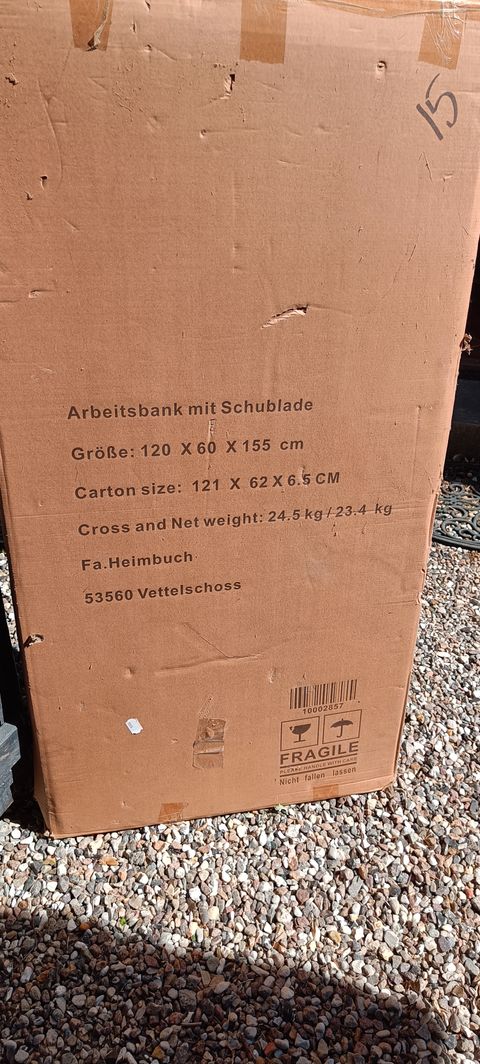 15
Arbeitsbank mit Schublade
Größe: 120 X 60 X 155 cm
Carton size: 121 X 62 X 6.5 CM
Cross and Net weight: 24.5 kg / 23.4 kg
Fa.Heimbuch
53560 Vettelschoss
10002857
FRAGILE
PLEASE HANDLE WITH CARE
Nicht fallen lassen